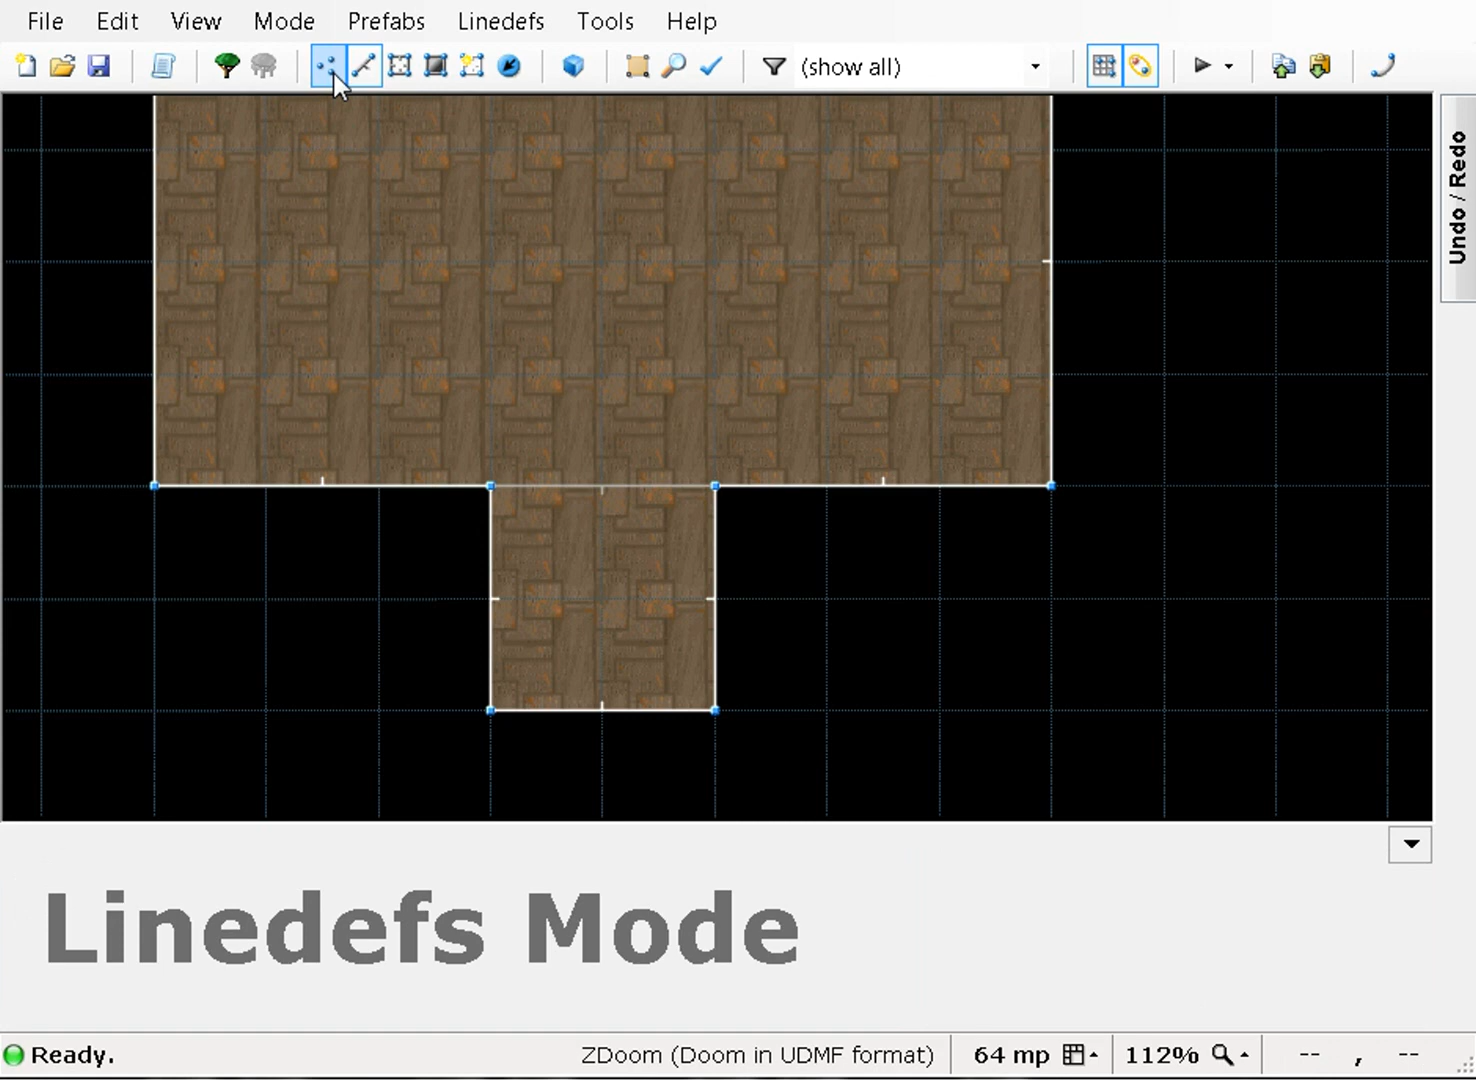 File Edit View Mode Prefabs Linedefs Tools Help
(show all)
Undo / Redo
Linedefs Mode
Ready. ZDoom (Doom in UDMF format) 64 mp 112% -- , --